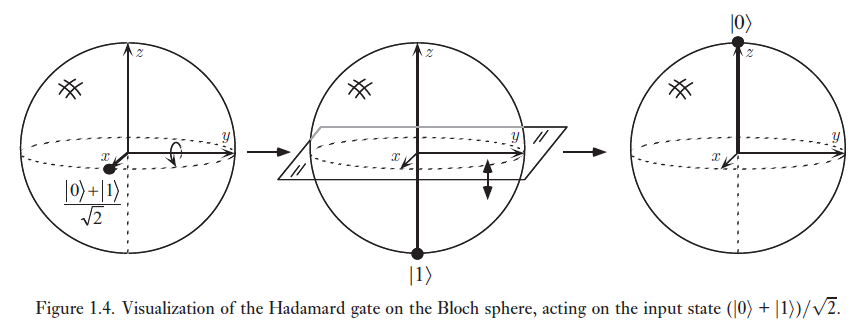 |0⟩
z
z
z
y
y
y
x
x
x
|0⟩+|1⟩
√2
|1⟩
Figure 1.4. Visualization of the Hadamard gate on the Bloch sphere, acting on the input state (|0⟩ + |1⟩)/√2.